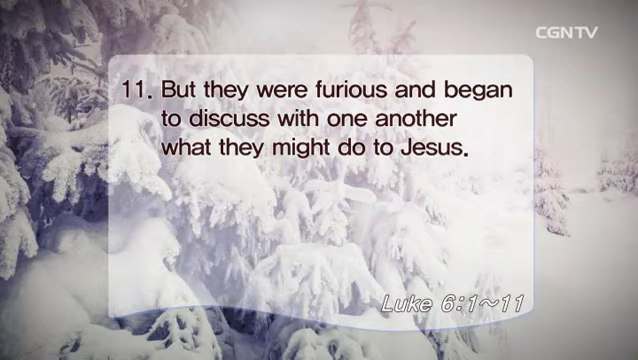 CGNTV
11. But they were furious and began
to discuss with one another
what they might do to Jesus.
Luke 6:1~11